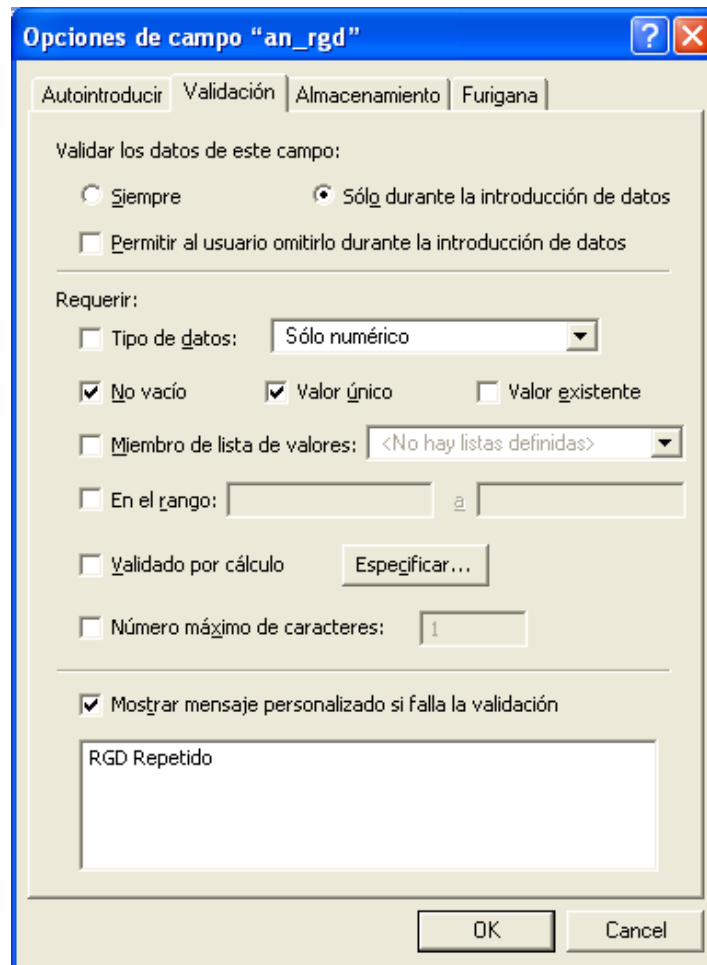 Opciones de campo “an_rgd”
Autointroducir Validación Almacenamiento Furigana
Validar los datos de este campo:
Siempre Sólo durante la introducción de datos
Permitir al usuario omitirlo durante la introducción de datos
Requerir:
Tipo de datos: Sólo numérico
No vacío Valor único Valor existente
Miembro de lista de valores: <No hay listas definidas>
En el rango: a
Validado por cálculo Especificar...
Número máximo de caracteres: 1
Mostrar mensaje personalizado si falla la validación
RGD Repetido
OK Cancel